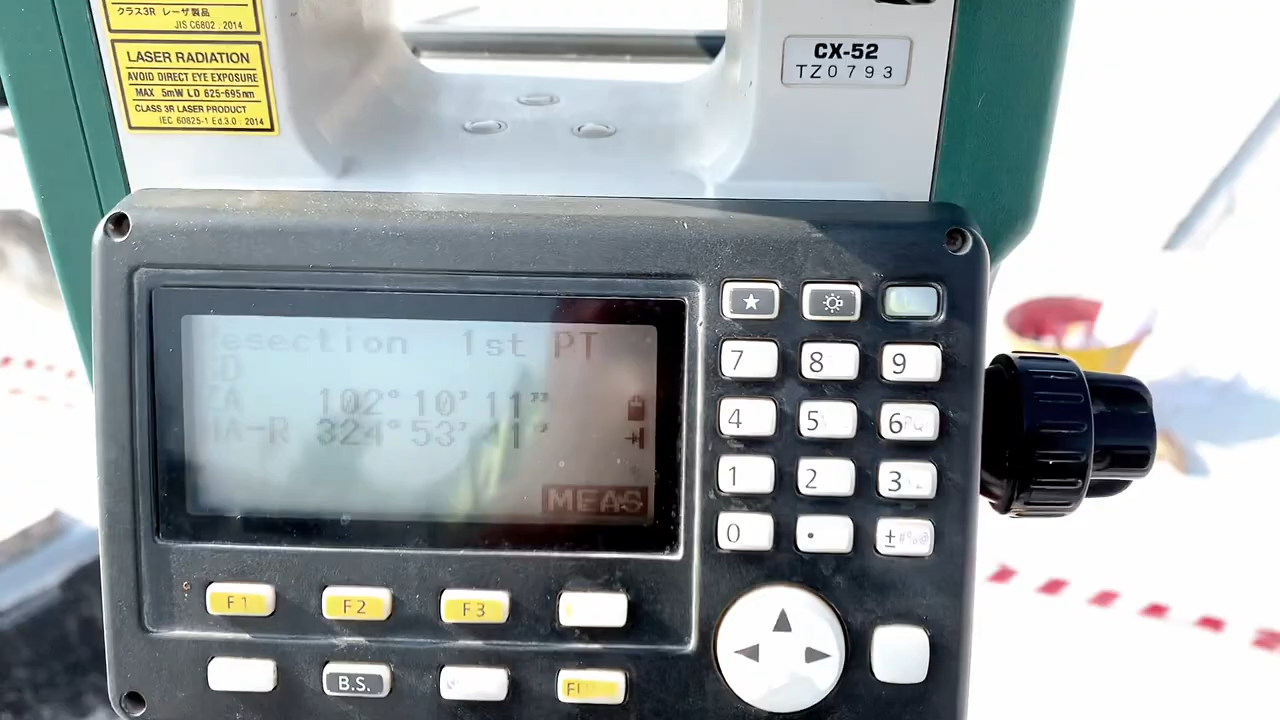 クラス3R レーザ製品
JIS C6802 : 2014
LASER RADIATION
AVOID DIRECT EYE EXPOSURE
MAX 5mW LD 625-695nm
CLASS 3R LASER PRODUCT
IEC 60825-1 Ed.3.0 : 2014
CX-52
TZ0793
esection 1st PT
D
A 102°10'11"
HA-R 324°53'11"
MEAS
7 8 9
4 5 6
1 2 3
0 . ±
F1 F2 F3
B.S.